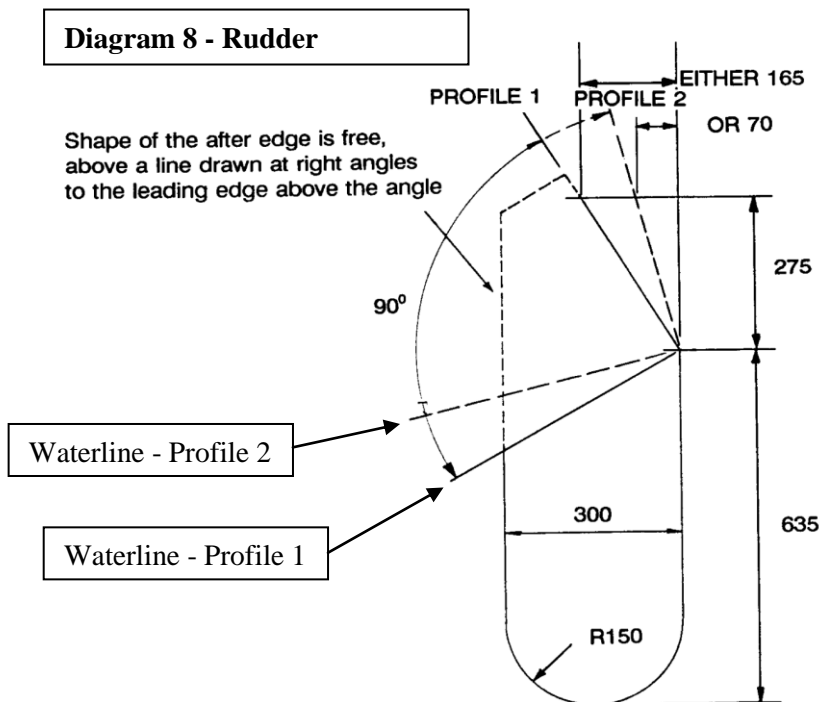 Diagram 8 - Rudder
EITHER 165
PROFILE 1
PROFILE 2
OR 70
Shape of the after edge is free,
above a line drawn at right angles
to the leading edge above the angle
275
90⁰
Waterline - Profile 2
300
635
Waterline - Profile 1
R150